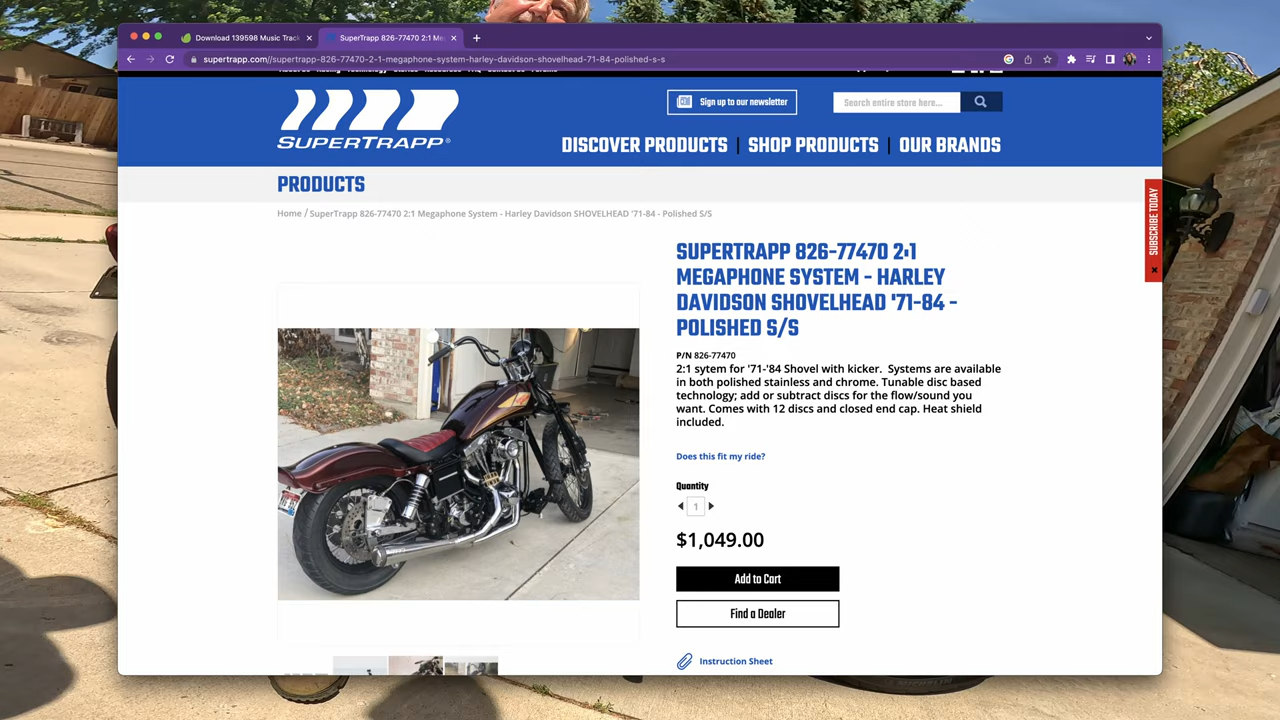 Download 139598 Music Track
SuperTrapp 826-77470 2:1 Me
supertrapp.com//supertrapp-826-77470-2-1-megaphone-system-harley-davidson-shovelhead-71-84-polished-s-s
Sign up to our newsletter
Search entire store here...
SUPERTRAPP®
DISCOVER PRODUCTS | SHOP PRODUCTS | OUR BRANDS
PRODUCTS
SUBSCRIBE TODAY
Home / SuperTrapp 826-77470 2:1 Megaphone System - Harley Davidson SHOVELHEAD '71-84 - Polished S/S
SUPERTRAPP 826-77470 2:1
MEGAPHONE SYSTEM - HARLEY
DAVIDSON SHOVELHEAD '71-84 -
POLISHED S/S
P/N 826-77470
2:1 sytem for '71-'84 Shovel with kicker. Systems are available
in both polished stainless and chrome. Tunable disc based
technology; add or subtract discs for the flow/sound you
want. Comes with 12 discs and closed end cap. Heat shield
included.
Does this fit my ride?
Quantity
1
$1,049.00
Add to Cart
Find a Dealer
Instruction Sheet